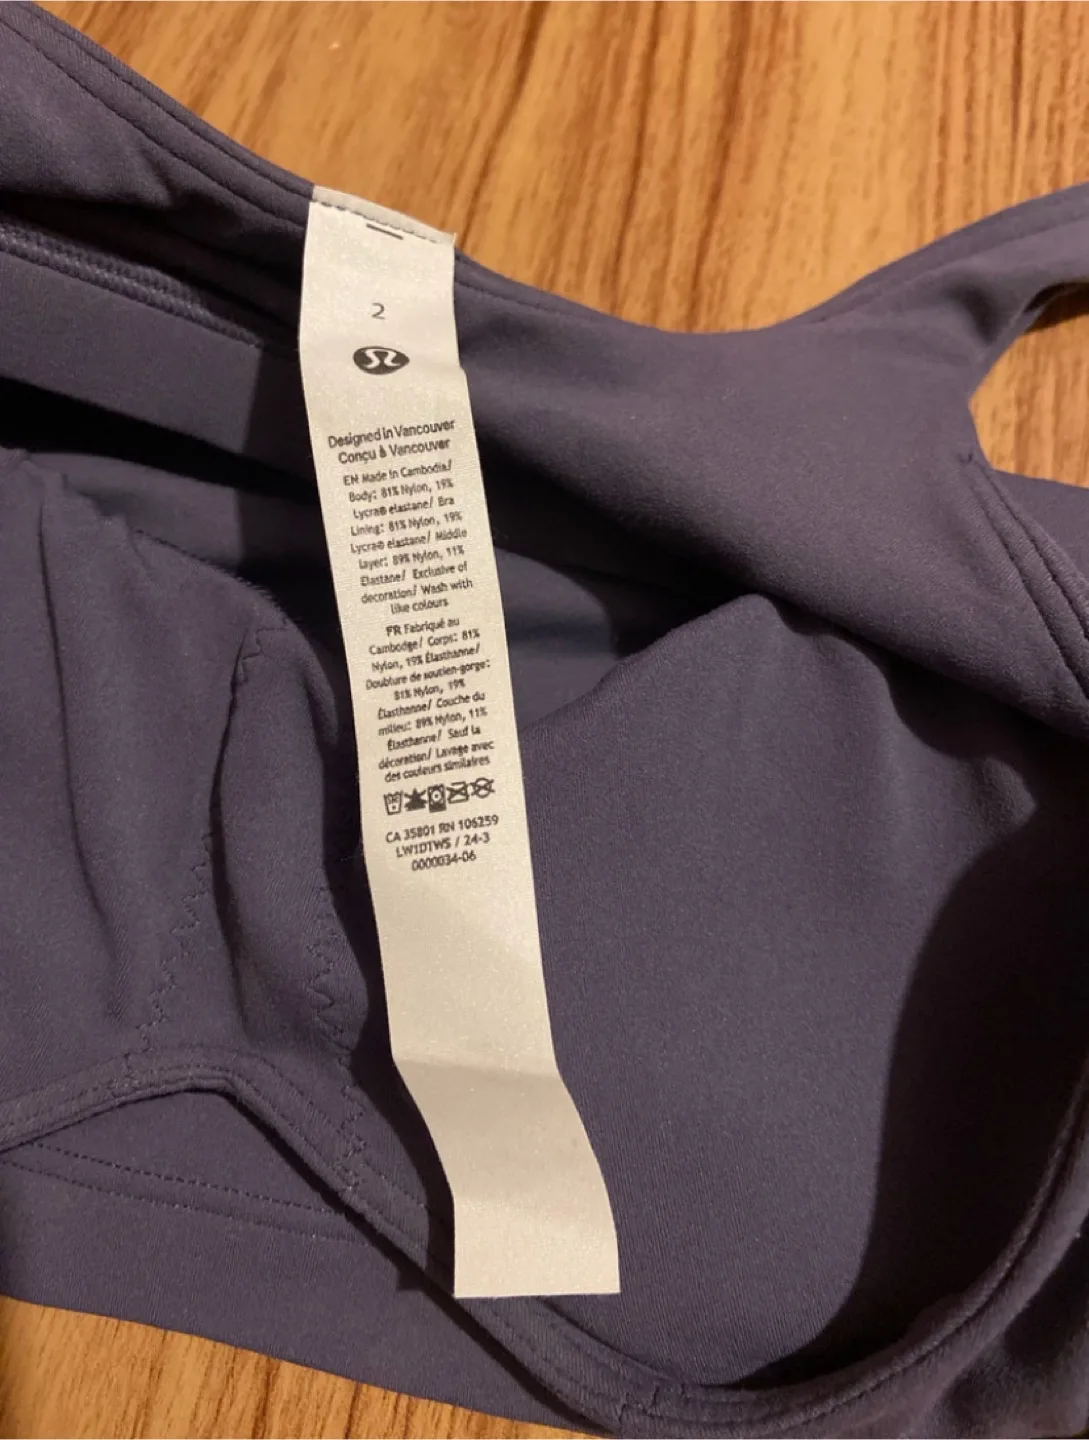 2
Designed in Vancouver
Conçu à Vancouver
EN Made in Cambodia/
Body: 81% Nylon, 19%
Lycra® elastane/ Bra
Lining: 81% Nylon, 19%
Lycra® elastane/ Middle
layer: 89% Nylon, 11%
Elastane/ Exclusive of
decoration/ Wash with
like colours
FR Fabriqué au
Cambodge/ Corps: 81%
Nylon, 19% Élasthanne/
Doublure de soutien-gorge:
81% Nylon, 19%
Élasthanne/ Couche du
milieu: 89% Nylon, 11%
Élasthanne/ Sauf la
décoration/ Lavage avec
des couleurs similaires
CA 35801 RN 106259
LW1DTWS / 24-3
0000034-06